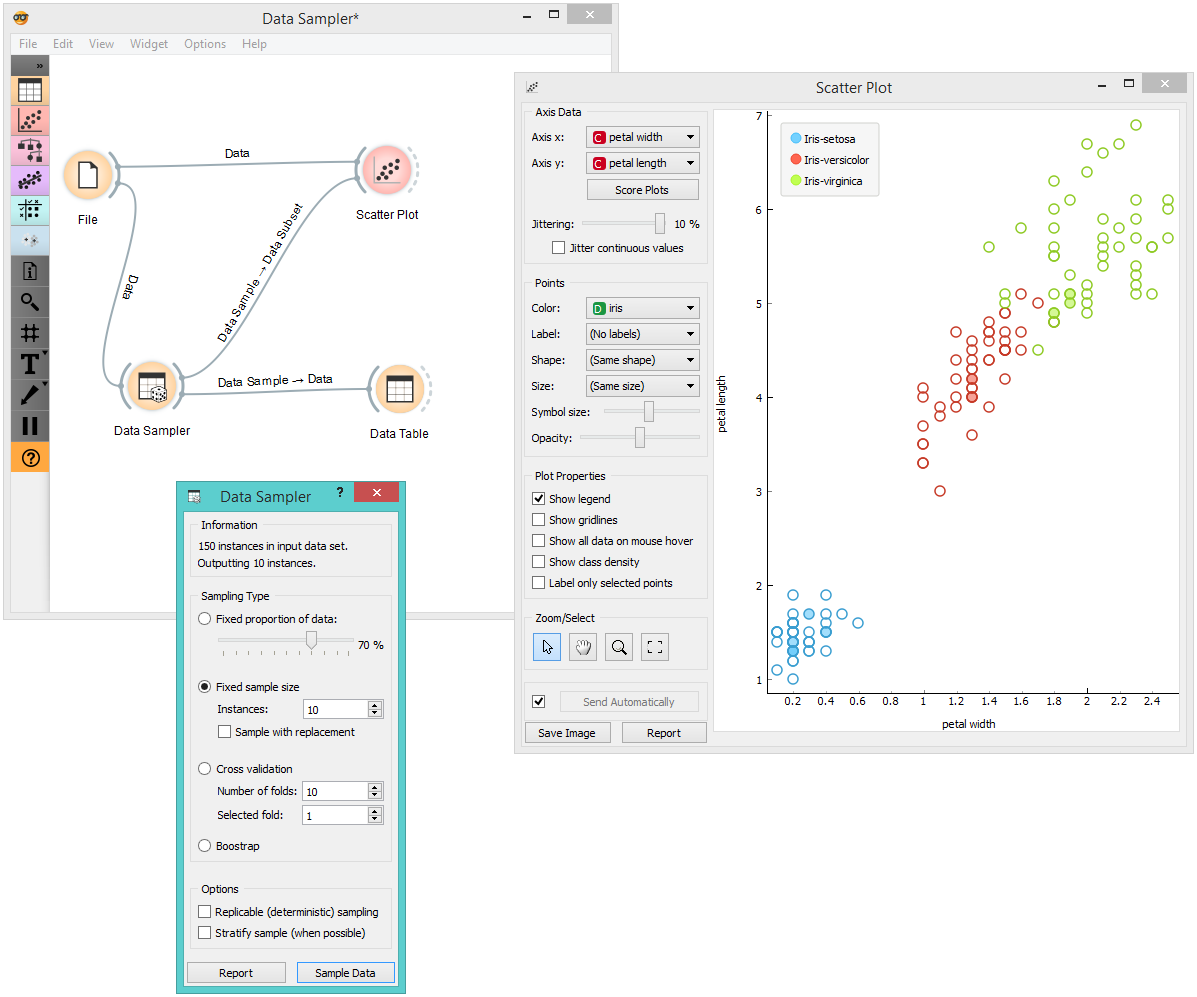 Data Sampler*
File Edit View Widget Options Help
»
Data
File
Scatter Plot
Data
Data Sample → Data Subset
Data Sample → Data
Data Sampler
Data Table
T
?
Data Sampler ?
Information
150 instances in input data set.
Outputting 10 instances.
Sampling Type
Fixed proportion of data:
70 %
Fixed sample size
Instances: 10
Sample with replacement
Cross validation
Number of folds: 10
Selected fold: 1
Boostrap
Options
Replicable (deterministic) sampling
Stratify sample (when possible)
Report Sample Data
Scatter Plot
Axis Data
Axis x: C petal width
Axis y: C petal length
Score Plots
Jittering: 10 %
Jitter continuous values
Points
Color: D iris
Label: (No labels)
Shape: (Same shape)
Size: (Same size)
Symbol size:
Opacity:
Plot Properties
Show legend
Show gridlines
Show all data on mouse hover
Show class density
Label only selected points
Zoom/Select
Send Automatically
Save Image Report
Iris-setosa
Iris-versicolor
Iris-virginica
petal length
7
6
5
4
3
2
1
0.2 0.4 0.6 0.8 1 1.2 1.4 1.6 1.8 2 2.2 2.4
petal width